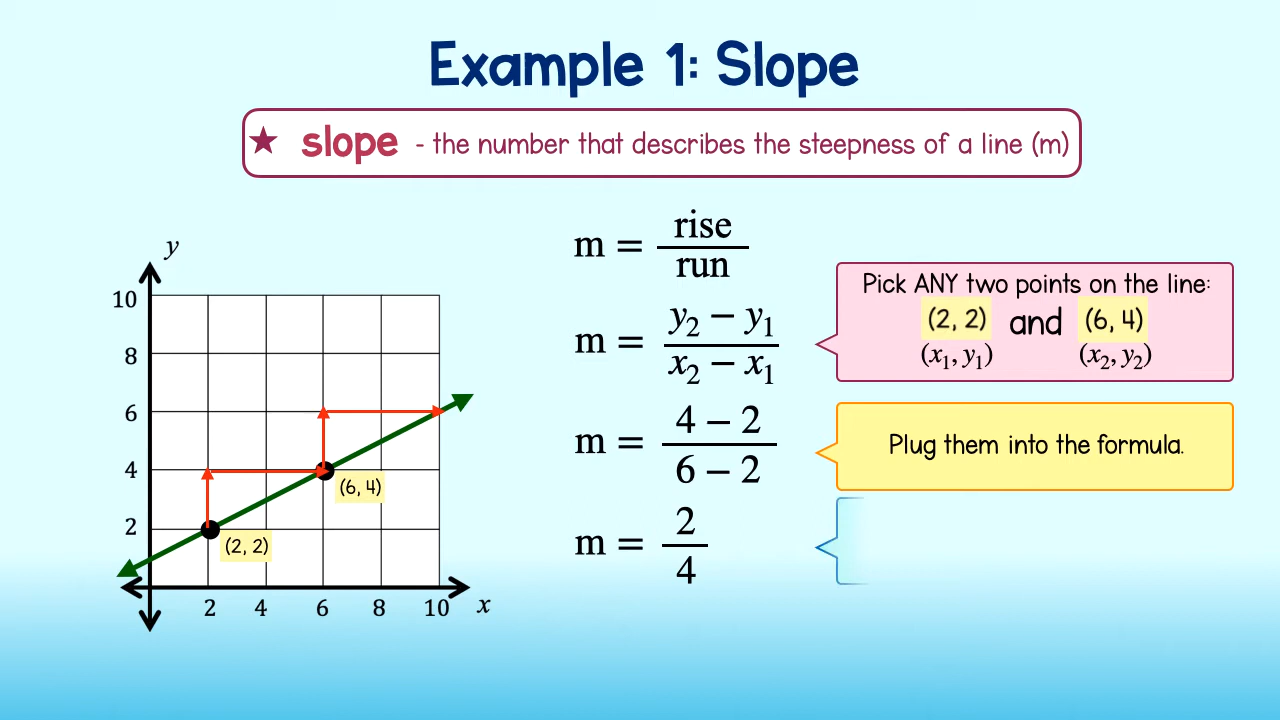 Example 1: Slope
★ slope - the number that describes the steepness of a line (m)
y
10
8
6
4
2
(6, 4)
(2, 2)
2 4 6 8 10 x
m = rise / run
m = y₂ − y₁ / x₂ − x₁
m = 4 − 2 / 6 − 2
m = 2 / 4
Pick ANY two points on the line:
(2, 2) and (6, 4)
(x₁, y₁) (x₂, y₂)
Plug them into the formula.